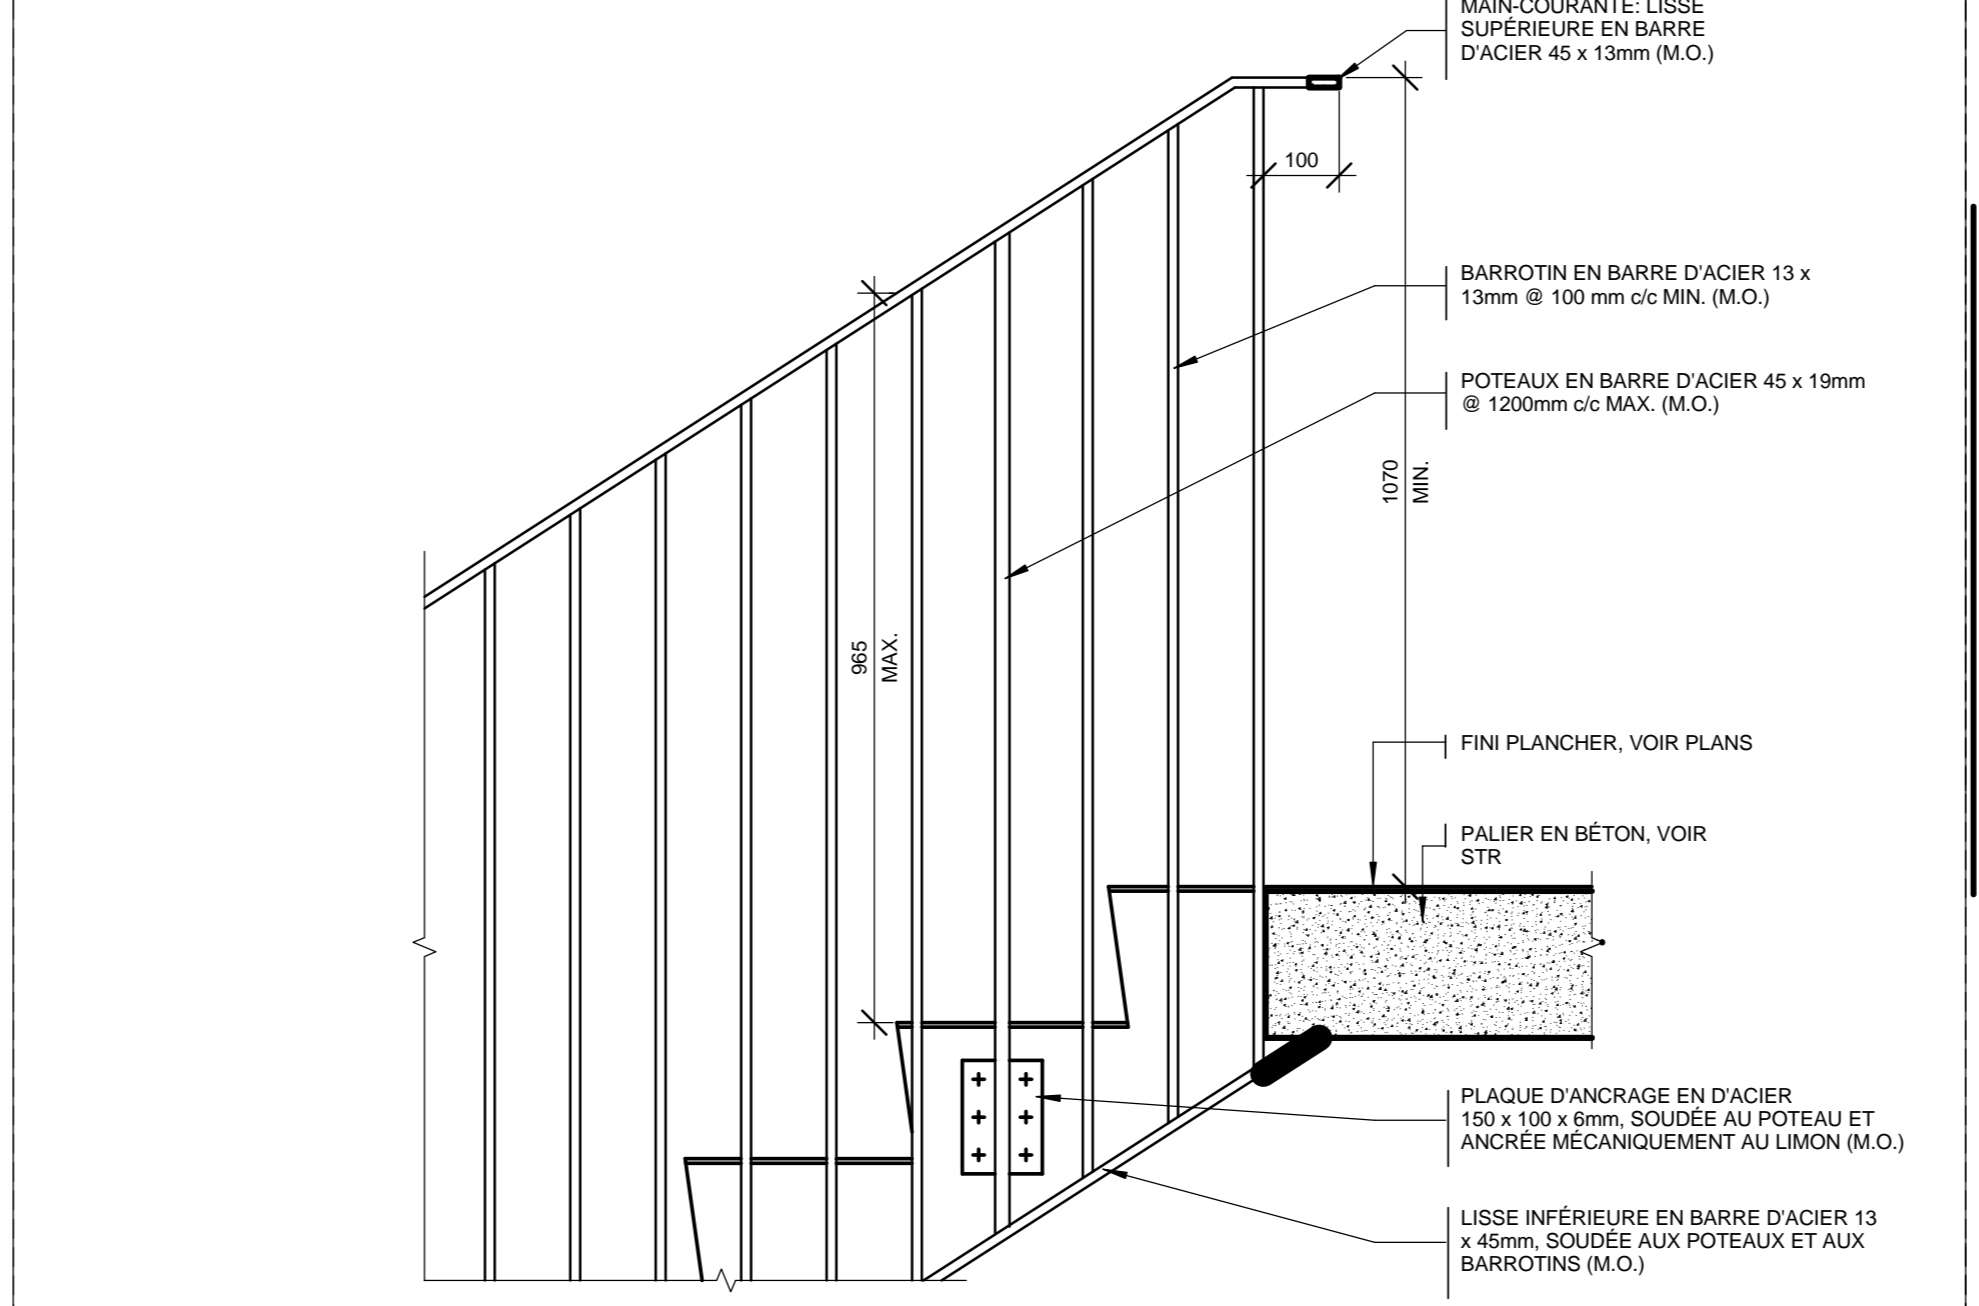 MAIN-COURANTE: LISSE
SUPÉRIEURE EN BARRE
D'ACIER 45 x 13mm (M.O.)
100
BARROTIN EN BARRE D'ACIER 13 x
13mm @ 100 mm c/c MIN. (M.O.)
POTEAUX EN BARRE D'ACIER 45 x 19mm
@ 1200mm c/c MAX. (M.O.)
1070
MIN.
965
MAX.
FINI PLANCHER, VOIR PLANS
PALIER EN BÉTON, VOIR
STR
PLAQUE D'ANCRAGE EN D'ACIER
150 x 100 x 6mm, SOUDÉE AU POTEAU ET
ANCRÉE MÉCANIQUEMENT AU LIMON (M.O.)
LISSE INFÉRIEURE EN BARRE D'ACIER 13
x 45mm, SOUDÉE AUX POTEAUX ET AUX
BARROTINS (M.O.)